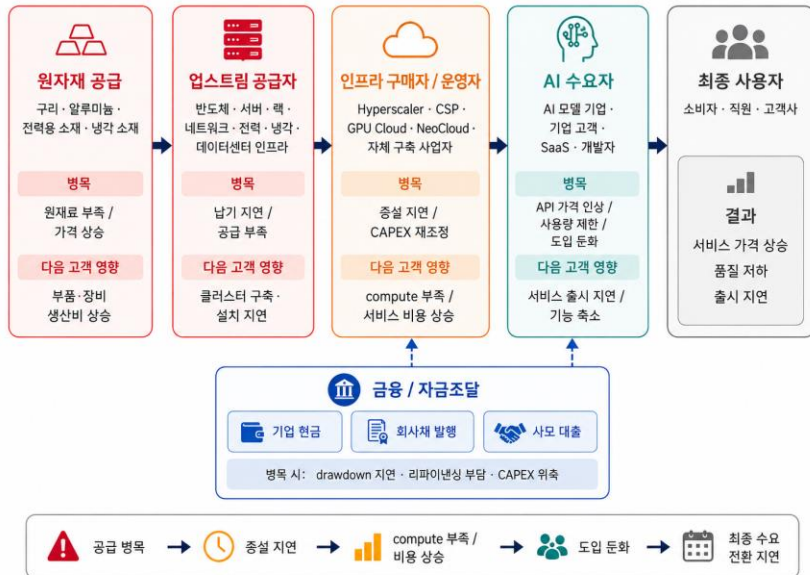 원자재 공급
구리 · 알루미늄 ·
전력용 소재 · 냉각 소재
병목
원재료 부족 /
가격 상승
다음 고객 영향
부품·장비
생산비 상승
업스트림 공급자
반도체 · 서버 · 랙 ·
네트워크 · 전력 · 냉각 ·
데이터센터 인프라
병목
납기 지연 /
공급 부족
다음 고객 영향
클러스터 구축 ·
설치 지연
인프라 구매자 / 운영자
Hyperscaler · CSP ·
GPU Cloud · NeoCloud ·
자체 구축 사업자
병목
증설 지연 /
CAPEX 재조정
다음 고객 영향
compute 부족 /
서비스 비용 상승
AI 수요자
AI 모델 기업 ·
기업 고객 ·
SaaS · 개발자
병목
API 가격 인상 /
사용량 제한 /
도입 둔화
다음 고객 영향
서비스 출시 지연 /
기능 축소
최종 사용자
소비자 · 직원 · 고객사
결과
서비스 가격 상승
품질 저하
출시 지연
금융 / 자금조달
기업 현금
회사채 발행
사모 대출
병목 시: drawdown 지연 · 리파이낸싱 부담 · CAPEX 위축
공급 병목
증설 지연
compute 부족 /
비용 상승
도입 둔화
최종 수요
전환 지연